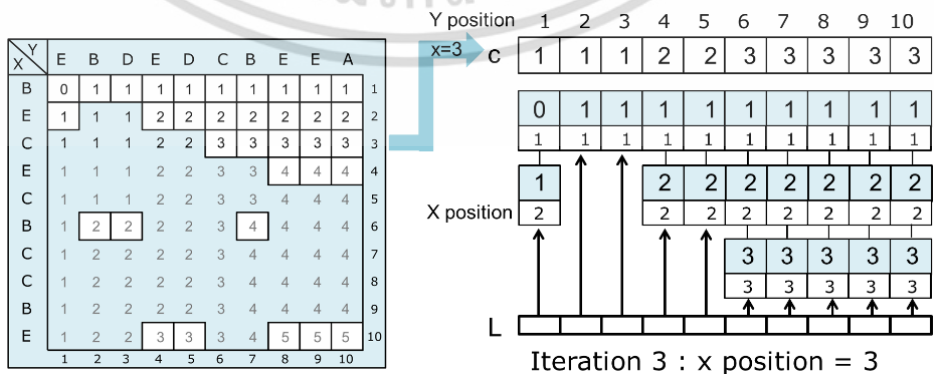 Y position 1 2 3 4 5 6 7 8 9 10
x=3 C 1 1 1 2 2 3 3 3 3 3
Y
X E B D E D C B E E A
B 0 1 1 1 1 1 1 1 1 1 1
E 1 1 1 2 2 2 2 2 2 2 2
C 1 1 1 2 2 3 3 3 3 3 3
E 1 1 1 2 2 3 3 4 4 4 4
C 1 1 1 2 2 3 3 4 4 4 5
B 1 2 2 2 2 3 4 4 4 4 6
C 1 2 2 2 2 3 4 4 4 4 7
C 1 2 2 2 2 3 4 4 4 4 8
B 1 2 2 2 2 3 4 4 4 4 9
E 1 2 2 3 3 3 4 5 5 5 10
1 2 3 4 5 6 7 8 9 10
0 1 1 1 1 1 1 1 1 1
1 1 1 1 1 1 1 1 1 1
1 2 2 2 2 2 2 2
X position 2 2 2 2 2 2 2 2
3 3 3 3 3
3 3 3 3 3
L
Iteration 3 : x position = 3